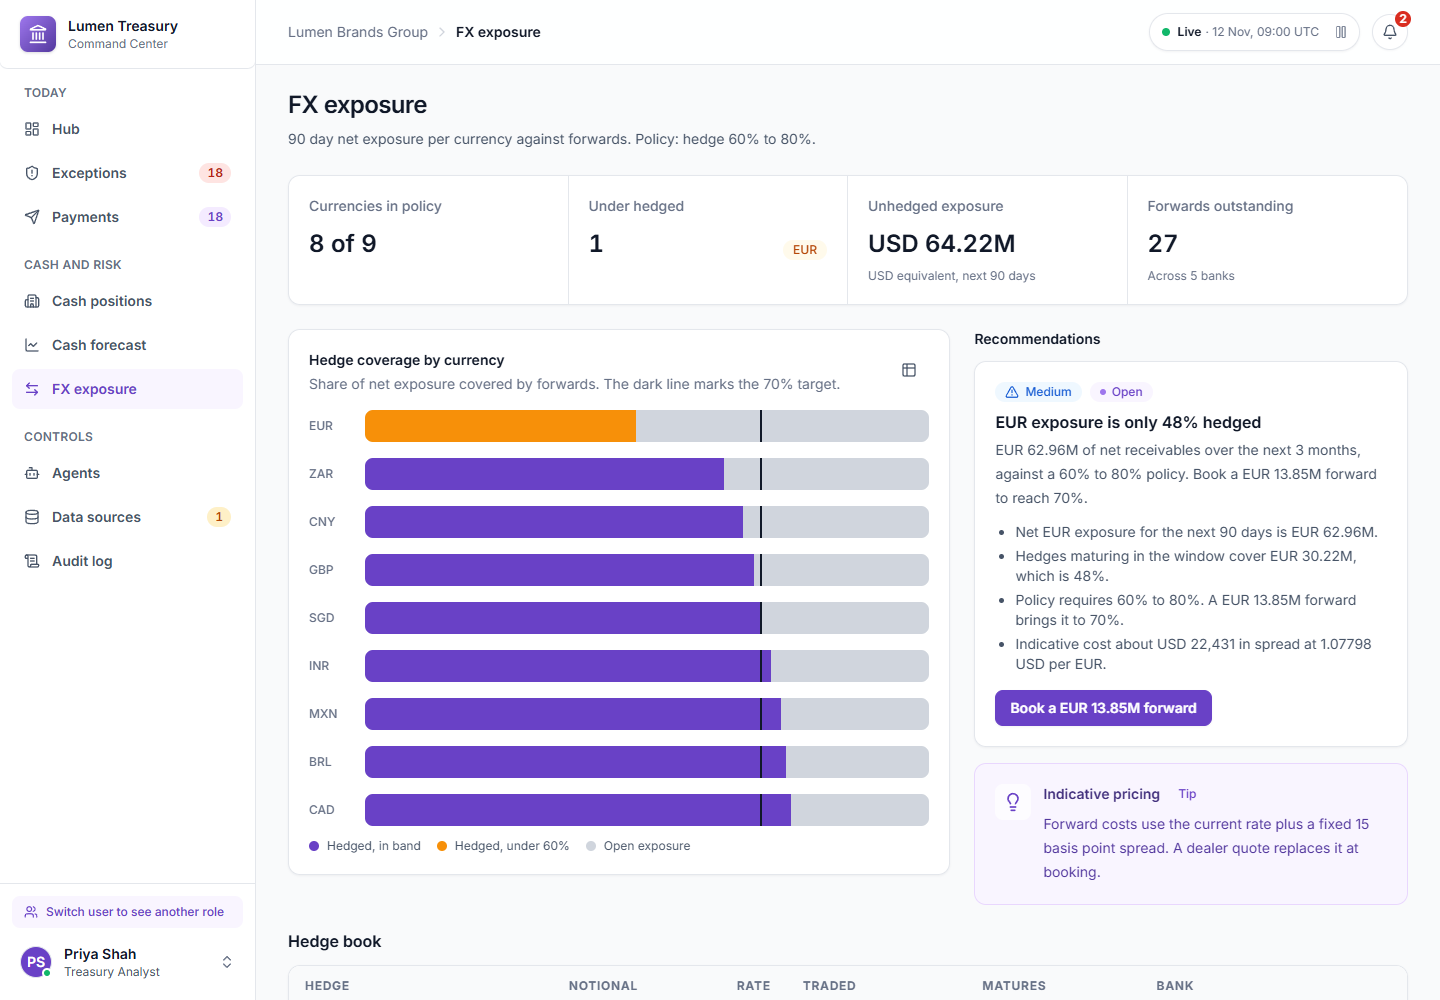 Lumen Treasury
Command Center
TODAY
Hub
Exceptions 18
Payments 18
CASH AND RISK
Cash positions
Cash forecast
FX exposure
CONTROLS
Agents
Data sources 1
Audit log
Switch user to see another role
PS
Priya Shah
Treasury Analyst
Lumen Brands Group FX exposure
Live · 12 Nov, 09:00 UTC
2
FX exposure
90 day net exposure per currency against forwards. Policy: hedge 60% to 80%.
Currencies in policy
8 of 9
Under hedged
1 EUR
Unhedged exposure
USD 64.22M
USD equivalent, next 90 days
Forwards outstanding
27
Across 5 banks
Hedge coverage by currency
Share of net exposure covered by forwards. The dark line marks the 70% target.
EUR
ZAR
CNY
GBP
SGD
INR
MXN
BRL
CAD
Hedged, in band Hedged, under 60% Open exposure
Recommendations
Medium Open
EUR exposure is only 48% hedged
EUR 62.96M of net receivables over the next 3 months,
against a 60% to 80% policy. Book a EUR 13.85M forward
to reach 70%.
• Net EUR exposure for the next 90 days is EUR 62.96M.
• Hedges maturing in the window cover EUR 30.22M,
which is 48%.
• Policy requires 60% to 80%. A EUR 13.85M forward
brings it to 70%.
• Indicative cost about USD 22,431 in spread at 1.07798
USD per EUR.
Book a EUR 13.85M forward
Indicative pricing Tip
Forward costs use the current rate plus a fixed 15
basis point spread. A dealer quote replaces it at
booking.
Hedge book
HEDGE NOTIONAL RATE TRADED MATURES BANK